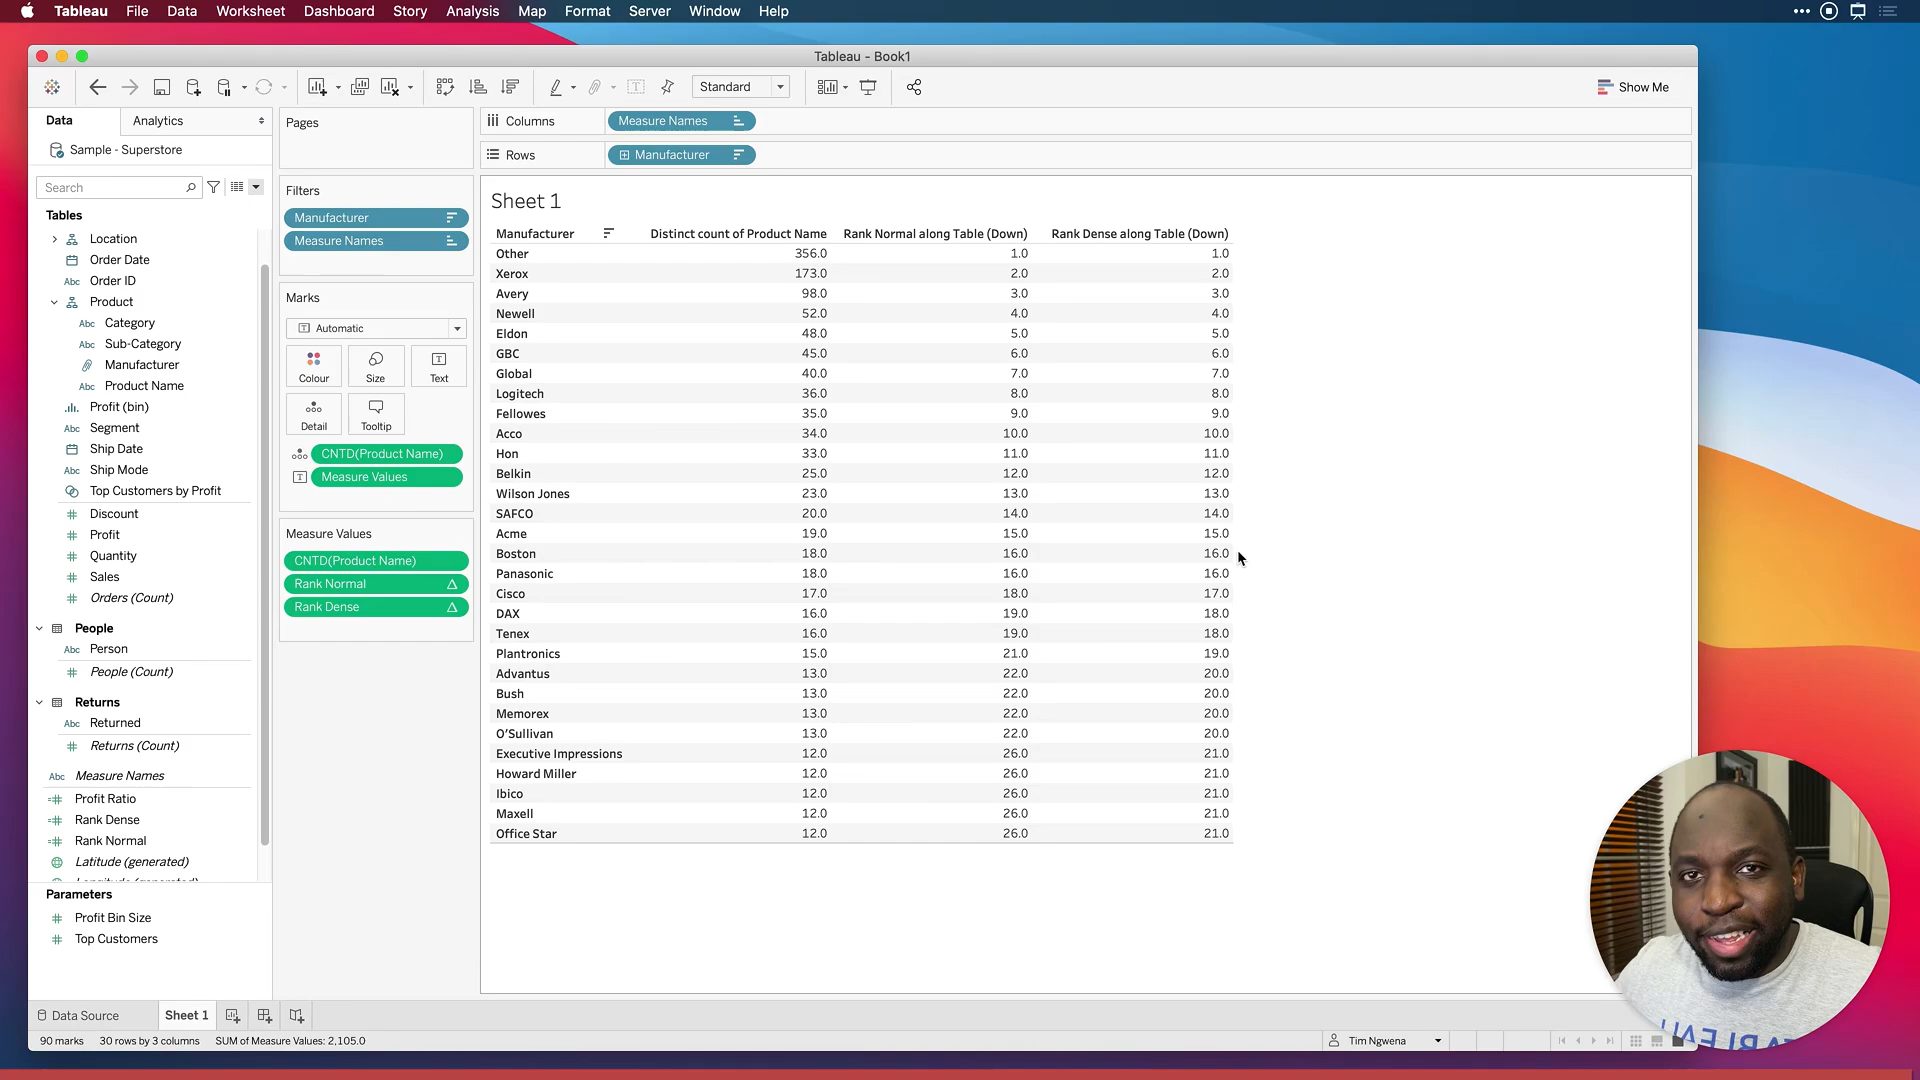 Tableau File Data Worksheet Dashboard Story Analysis Map Format Server Window Help
Tableau - Book1
Standard
Show Me
Data Analytics
Pages
Columns Measure Names
Sample - Superstore
Rows Manufacturer
Search
Filters
Manufacturer
Measure Names
Tables
Location
Order Date
Order ID
Product
Abc Category
Abc Sub-Category
Manufacturer
Abc Product Name
Profit (bin)
Abc Segment
Ship Date
Abc Ship Mode
Top Customers by Profit
Discount
Profit
Quantity
Sales
Orders (Count)
People
Abc Person
People (Count)
Returns
Abc Returned
Returns (Count)
Abc Measure Names
Profit Ratio
Rank Dense
Rank Normal
Latitude (generated)
Parameters
Profit Bin Size
Top Customers
Marks
Automatic
Colour Size Text
Detail Tooltip
CNTD(Product Name)
Measure Values
Measure Values
CNTD(Product Name)
Rank Normal
Rank Dense
Sheet 1
Manufacturer Distinct count of Product Name Rank Normal along Table (Down) Rank Dense along Table (Down)
Other 356.0 1.0 1.0
Xerox 173.0 2.0 2.0
Avery 98.0 3.0 3.0
Newell 52.0 4.0 4.0
Eldon 48.0 5.0 5.0
GBC 45.0 6.0 6.0
Global 40.0 7.0 7.0
Logitech 36.0 8.0 8.0
Fellowes 35.0 9.0 9.0
Acco 34.0 10.0 10.0
Hon 33.0 11.0 11.0
Belkin 25.0 12.0 12.0
Wilson Jones 23.0 13.0 13.0
SAFCO 20.0 14.0 14.0
Acme 19.0 15.0 15.0
Boston 18.0 16.0 16.0
Panasonic 18.0 16.0 16.0
Cisco 17.0 18.0 17.0
DAX 16.0 19.0 18.0
Tenex 16.0 19.0 18.0
Plantronics 15.0 21.0 19.0
Advantus 13.0 22.0 20.0
Bush 13.0 22.0 20.0
Memorex 13.0 22.0 20.0
O'Sullivan 13.0 22.0 20.0
Executive Impressions 12.0 26.0 21.0
Howard Miller 12.0 26.0 21.0
Ibico 12.0 26.0 21.0
Maxell 12.0 26.0 21.0
Office Star 12.0 26.0 21.0
Data Source Sheet 1
90 marks 30 rows by 3 columns SUM of Measure Values: 2,105.0 Tim Ngwena